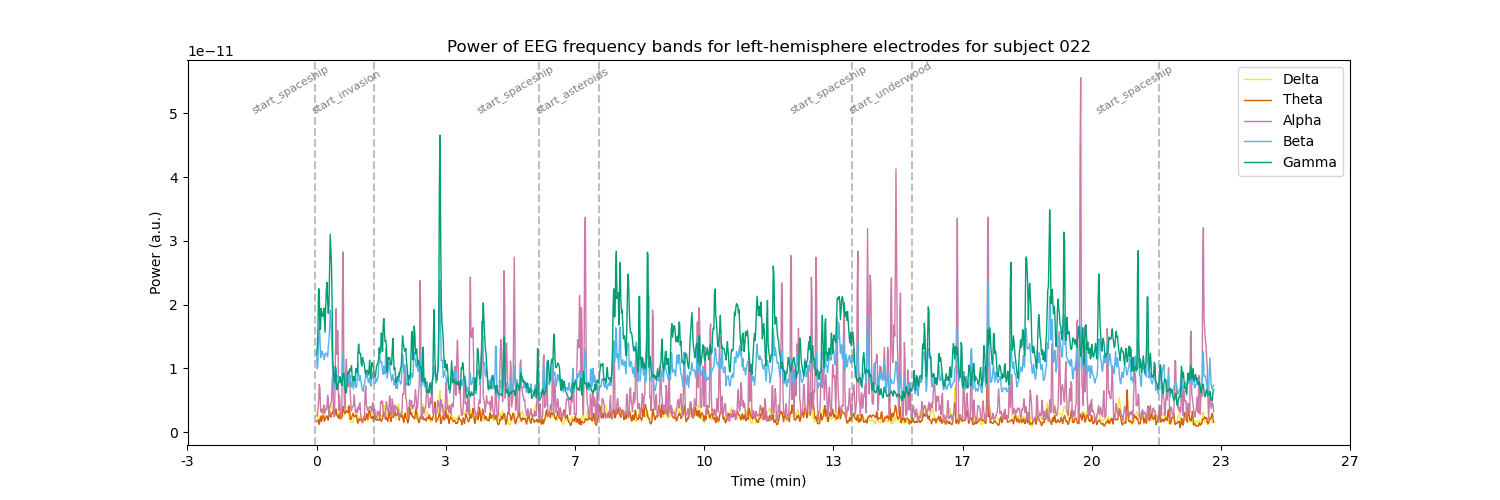 Power of EEG frequency bands for left-hemisphere electrodes for subject 022
1e−11
start_spaceship
start_invasion
start_spaceship
start_asteroids
start_spaceship
start_underwood
start_spaceship
Delta
Theta
Alpha
Beta
Gamma
Power (a.u.)
5
4
3
2
1
0
-3
0
3
7
10
13
17
20
23
27
Time (min)